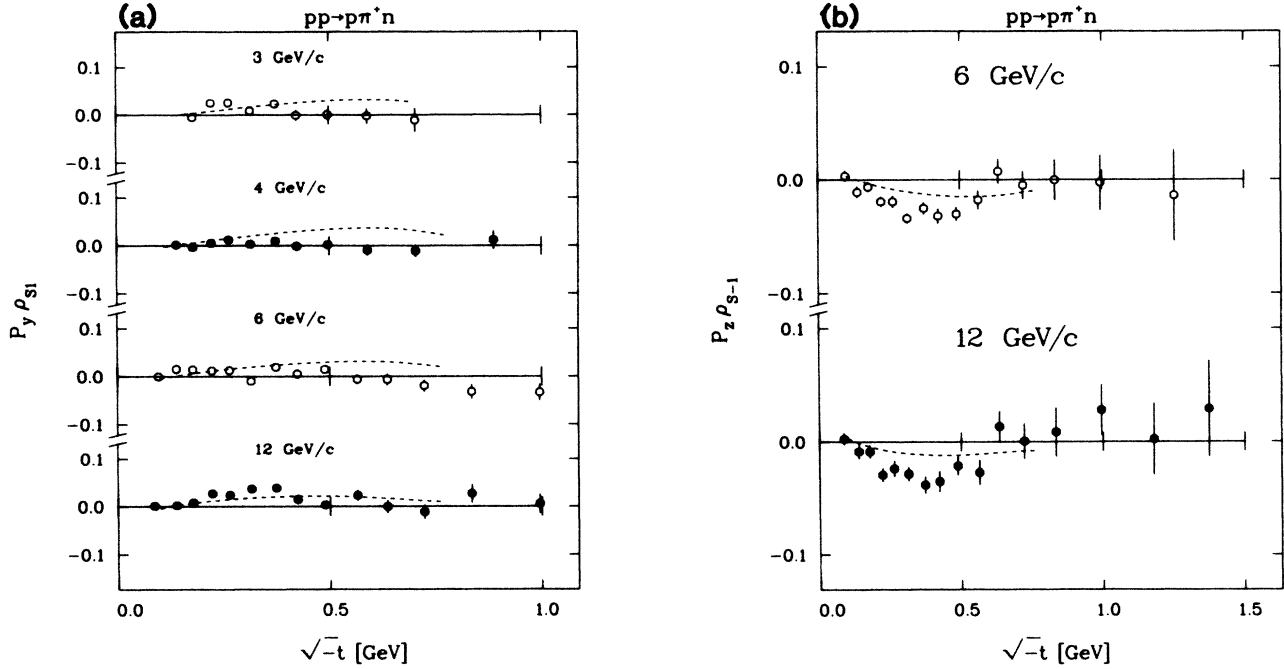 (a)
pp→pπ⁺n
3 GeV/c
0.1
0.0
−0.1
4 GeV/c
0.1
0.0
−0.1
6 GeV/c
0.1
0.0
−0.1
12 GeV/c
0.1
0.0
−0.1
P_y ρ_S1
0.0 0.5 1.0
√−t [GeV]
(b)
pp→pπ⁺n
6 GeV/c
0.1
0.0
−0.1
12 GeV/c
0.1
0.0
−0.1
P_z ρ_S−1
0.0 0.5 1.0 1.5
√−t [GeV]